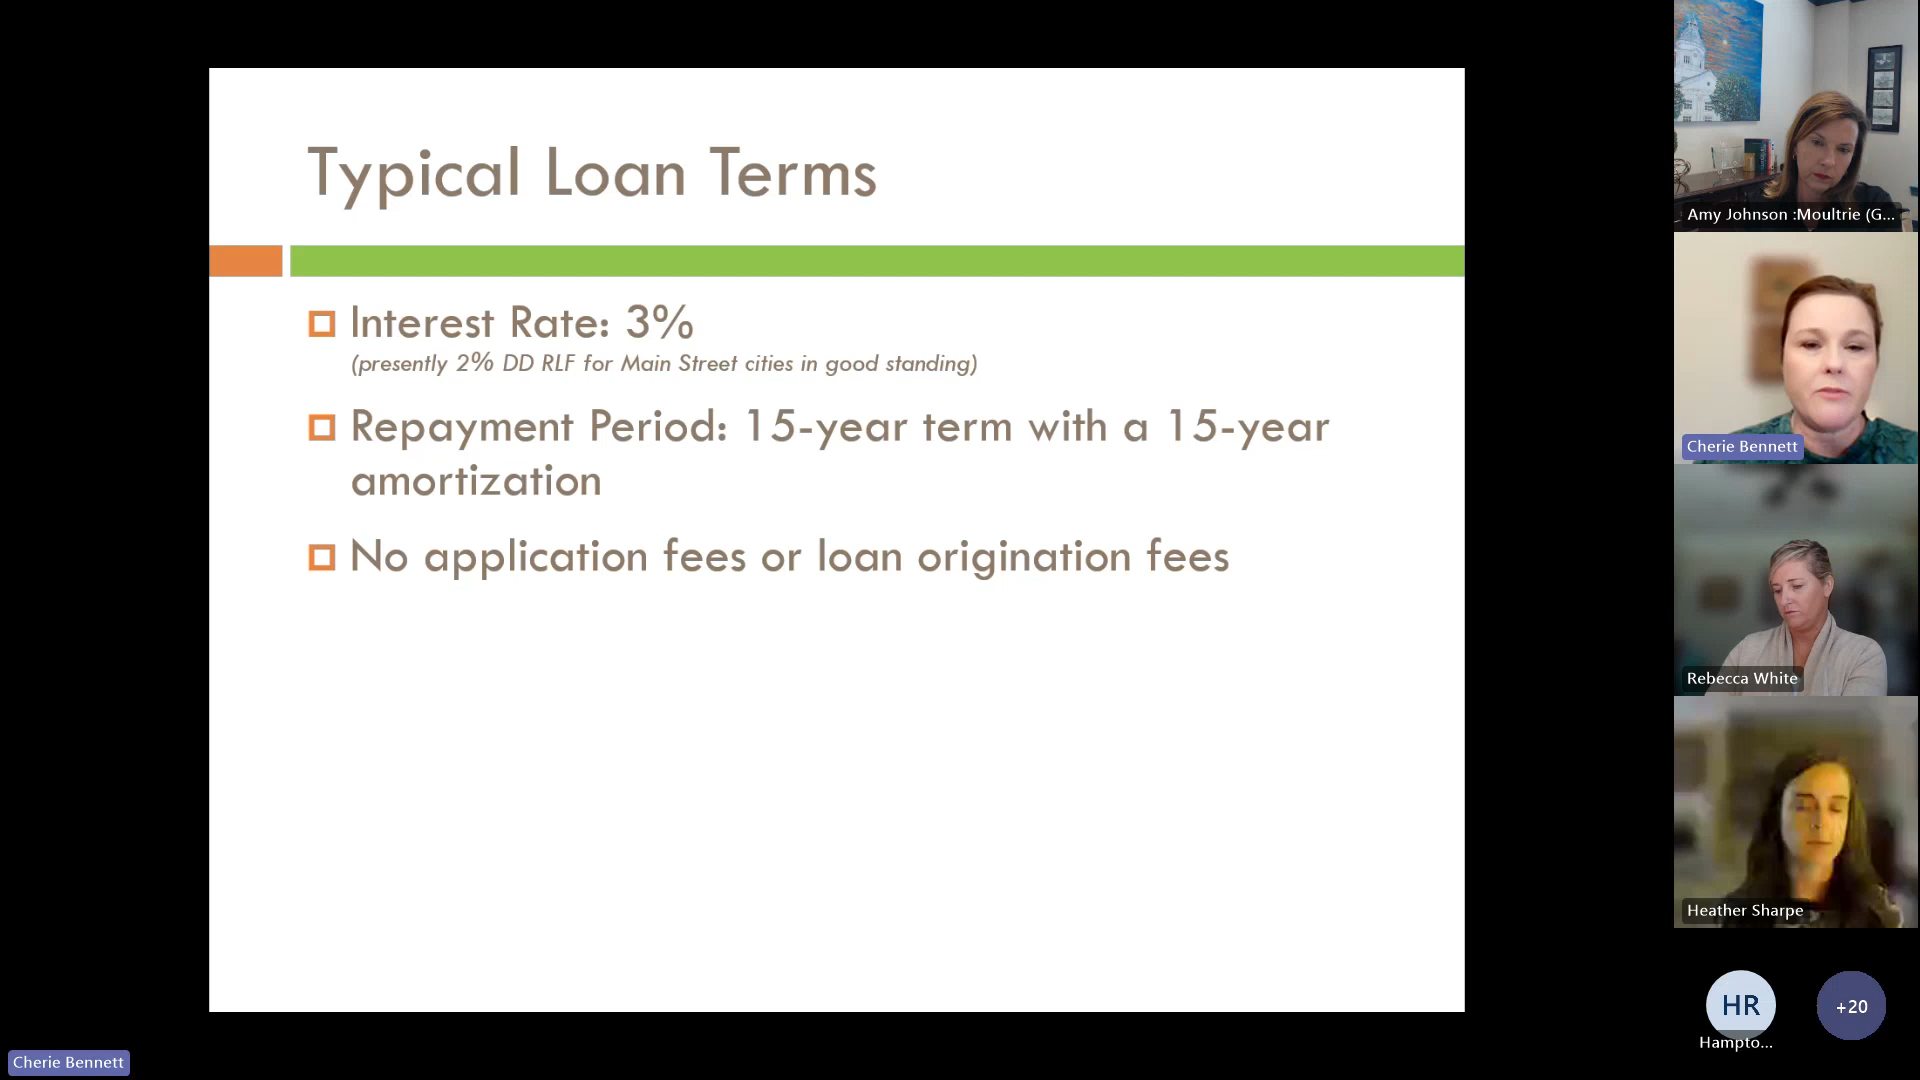 Typical Loan Terms
Interest Rate: 3%
(presently 2% DD RLF for Main Street cities in good standing)
Repayment Period: 15-year term with a 15-year
amortization
No application fees or loan origination fees
Amy Johnson :Moultrie (G...
Cherie Bennett
Rebecca White
Heather Sharpe
HR
Hampto...
+20
Cherie Bennett